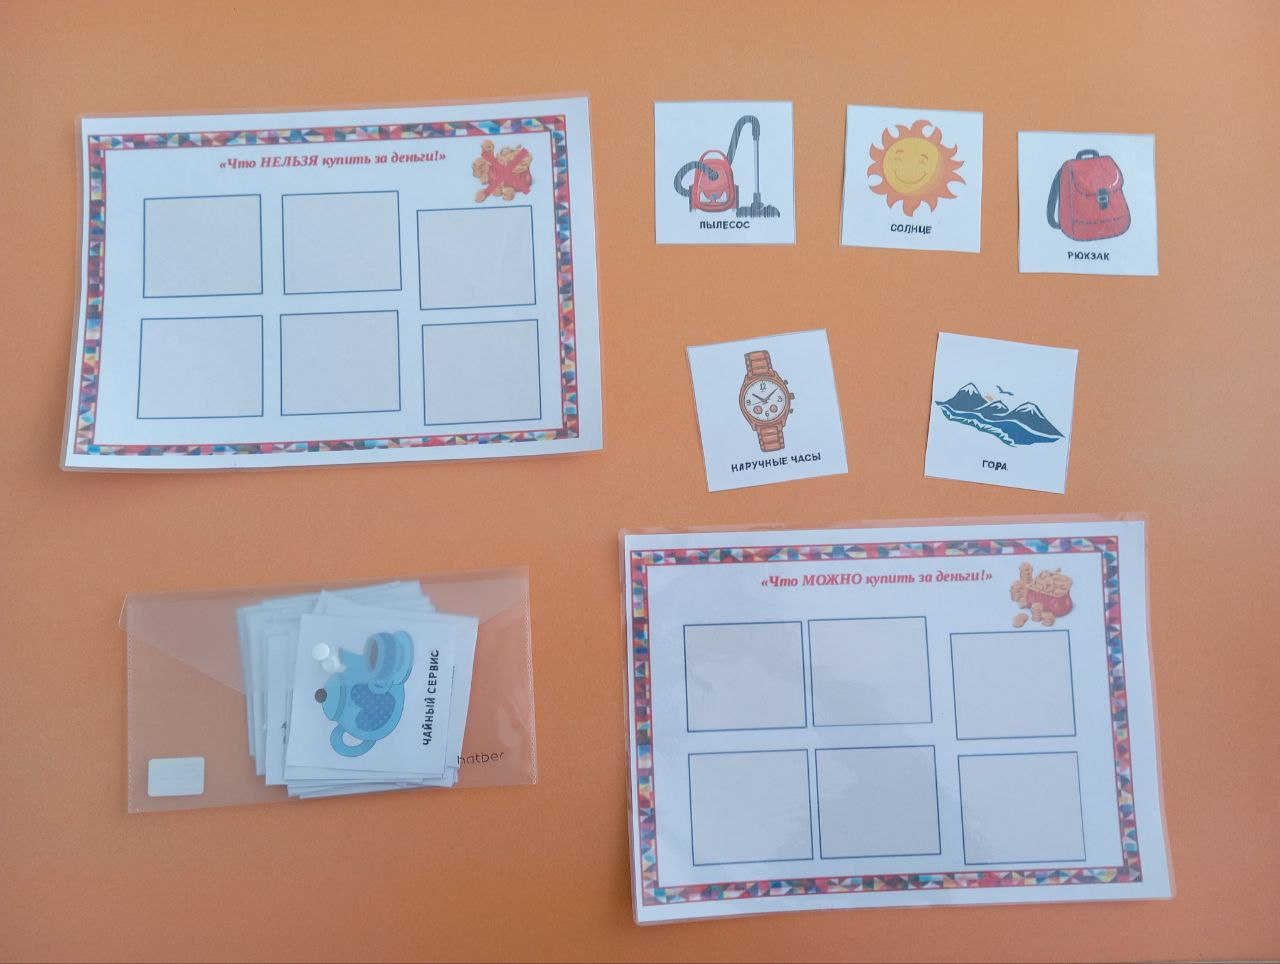 «Что НЕЛЬЗЯ купить за деньги!»
ПЫЛЕСОС
СОЛНЦЕ
РЮКЗАК
НАРУЧНЫЕ ЧАСЫ
ГОРА
ЧАЙНЫЙ СЕРВИС
hatber
«Что МОЖНО купить за деньги!»